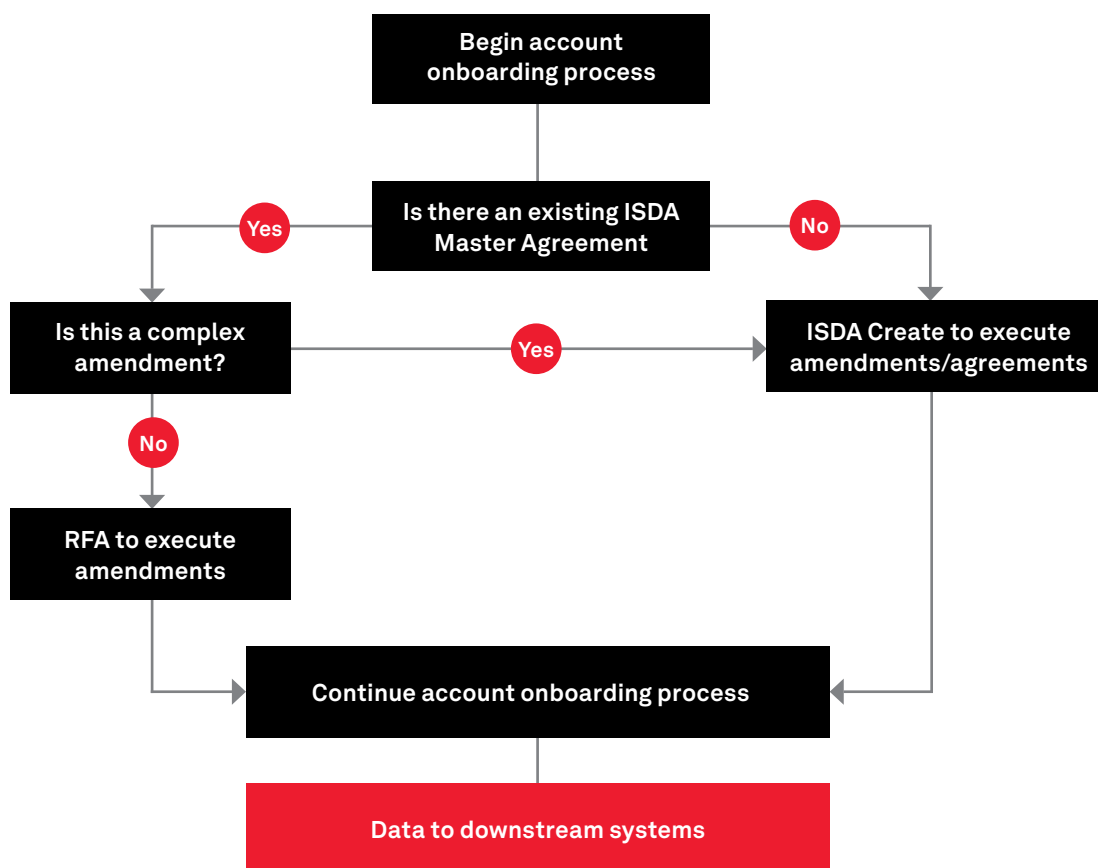 Begin account
onboarding process
Is there an existing ISDA
Master Agreement
Yes
No
Is this a complex
amendment?
Yes
ISDA Create to execute
amendments/agreements
No
RFA to execute
amendments
Continue account onboarding process
Data to downstream systems